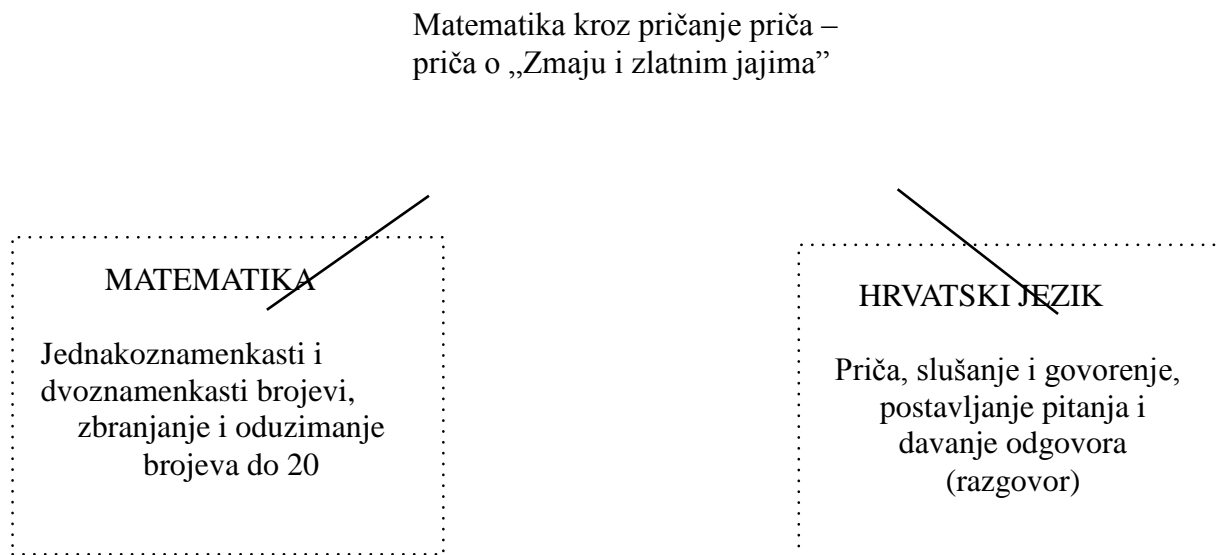 Matematika kroz pričanje priča –
priča o „Zmaju i zlatnim jajima”
MATEMATIKA
Jednakoznamenkasti i
dvoznamenkasti brojevi,
zbranjanje i oduzimanje
brojeva do 20
HRVATSKI JEZIK
Priča, slušanje i govorenje,
postavljanje pitanja i
davanje odgovora
(razgovor)